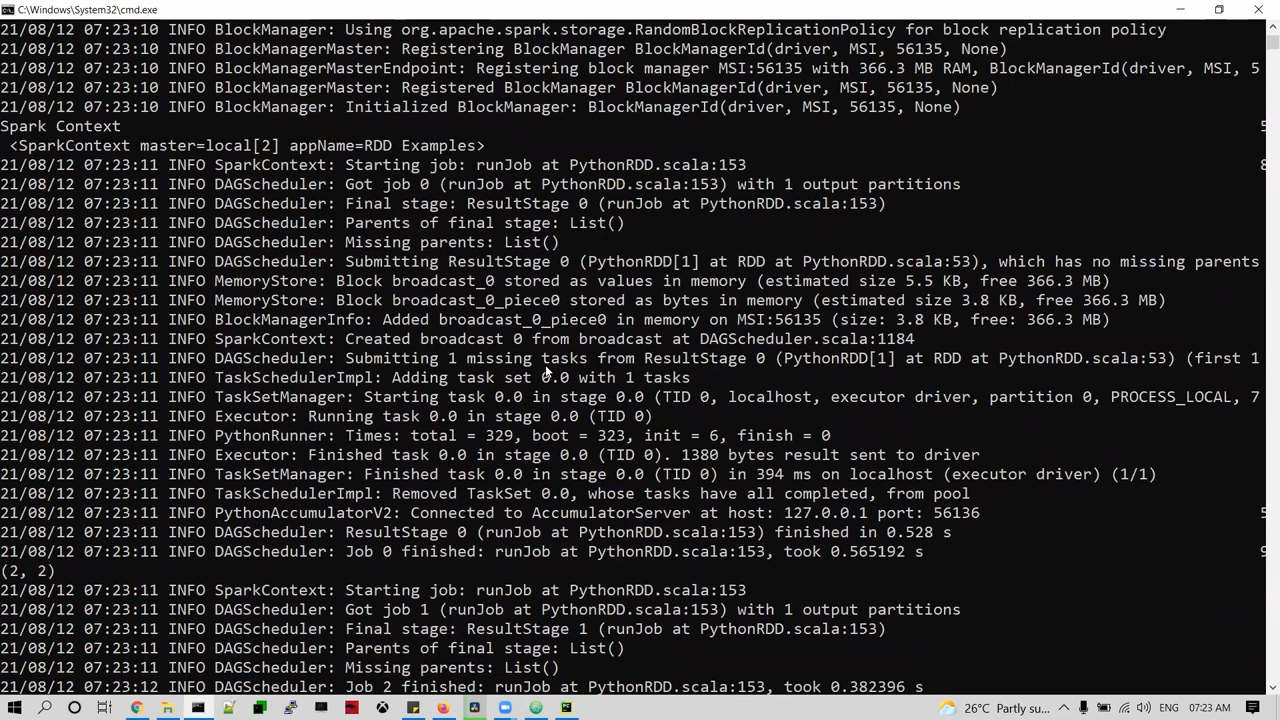 C:\Windows\System32\cmd.exe
21/08/12 07:23:10 INFO BlockManager: Using org.apache.spark.storage.RandomBlockReplicationPolicy for block replication policy
21/08/12 07:23:10 INFO BlockManagerMaster: Registering BlockManager BlockManagerId(driver, MSI, 56135, None)
21/08/12 07:23:10 INFO BlockManagerMasterEndpoint: Registering block manager MSI:56135 with 366.3 MB RAM, BlockManagerId(driver, MSI, 5
21/08/12 07:23:10 INFO BlockManagerMaster: Registered BlockManager BlockManagerId(driver, MSI, 56135, None)
21/08/12 07:23:10 INFO BlockManager: Initialized BlockManager: BlockManagerId(driver, MSI, 56135, None)
Spark Context
<SparkContext master=local[2] appName=RDD Examples>
21/08/12 07:23:11 INFO SparkContext: Starting job: runJob at PythonRDD.scala:153
21/08/12 07:23:11 INFO DAGScheduler: Got job 0 (runJob at PythonRDD.scala:153) with 1 output partitions
21/08/12 07:23:11 INFO DAGScheduler: Final stage: ResultStage 0 (runJob at PythonRDD.scala:153)
21/08/12 07:23:11 INFO DAGScheduler: Parents of final stage: List()
21/08/12 07:23:11 INFO DAGScheduler: Missing parents: List()
21/08/12 07:23:11 INFO DAGScheduler: Submitting ResultStage 0 (PythonRDD[1] at RDD at PythonRDD.scala:53), which has no missing parents
21/08/12 07:23:11 INFO MemoryStore: Block broadcast_0 stored as values in memory (estimated size 5.5 KB, free 366.3 MB)
21/08/12 07:23:11 INFO MemoryStore: Block broadcast_0_piece0 stored as bytes in memory (estimated size 3.8 KB, free 366.3 MB)
21/08/12 07:23:11 INFO BlockManagerInfo: Added broadcast_0_piece0 in memory on MSI:56135 (size: 3.8 KB, free: 366.3 MB)
21/08/12 07:23:11 INFO SparkContext: Created broadcast 0 from broadcast at DAGScheduler.scala:1184
21/08/12 07:23:11 INFO DAGScheduler: Submitting 1 missing tasks from ResultStage 0 (PythonRDD[1] at RDD at PythonRDD.scala:53) (first 1
21/08/12 07:23:11 INFO TaskSchedulerImpl: Adding task set 0.0 with 1 tasks
21/08/12 07:23:11 INFO TaskSetManager: Starting task 0.0 in stage 0.0 (TID 0, localhost, executor driver, partition 0, PROCESS_LOCAL, 7
21/08/12 07:23:11 INFO Executor: Running task 0.0 in stage 0.0 (TID 0)
21/08/12 07:23:11 INFO PythonRunner: Times: total = 329, boot = 323, init = 6, finish = 0
21/08/12 07:23:11 INFO Executor: Finished task 0.0 in stage 0.0 (TID 0). 1380 bytes result sent to driver
21/08/12 07:23:11 INFO TaskSetManager: Finished task 0.0 in stage 0.0 (TID 0) in 394 ms on localhost (executor driver) (1/1)
21/08/12 07:23:11 INFO TaskSchedulerImpl: Removed TaskSet 0.0, whose tasks have all completed, from pool
21/08/12 07:23:11 INFO PythonAccumulatorV2: Connected to AccumulatorServer at host: 127.0.0.1 port: 56136
21/08/12 07:23:11 INFO DAGScheduler: ResultStage 0 (runJob at PythonRDD.scala:153) finished in 0.528 s
21/08/12 07:23:11 INFO DAGScheduler: Job 0 finished: runJob at PythonRDD.scala:153, took 0.565192 s
(2, 2)
21/08/12 07:23:11 INFO SparkContext: Starting job: runJob at PythonRDD.scala:153
21/08/12 07:23:11 INFO DAGScheduler: Got job 1 (runJob at PythonRDD.scala:153) with 1 output partitions
21/08/12 07:23:11 INFO DAGScheduler: Final stage: ResultStage 1 (runJob at PythonRDD.scala:153)
21/08/12 07:23:11 INFO DAGScheduler: Parents of final stage: List()
21/08/12 07:23:11 INFO DAGScheduler: Missing parents: List()
21/08/12 07:23:12 INFO DAGScheduler: Job 2 finished: runJob at PythonRDD.scala:153, took 0.382396 s
26°C Partly su... ENG 07:23 AM